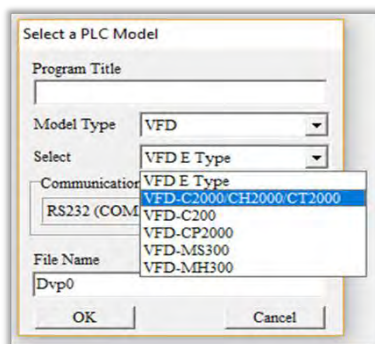 Select a PLC Model
Program Title
Model Type VFD
Select VFD E Type
Communication
VFD E Type
VFD-C2000/CH2000/CT2000
RS232 (COM
VFD-C200
VFD-CP2000
VFD-MS300
VFD-MH300
File Name
Dvp0
OK Cancel